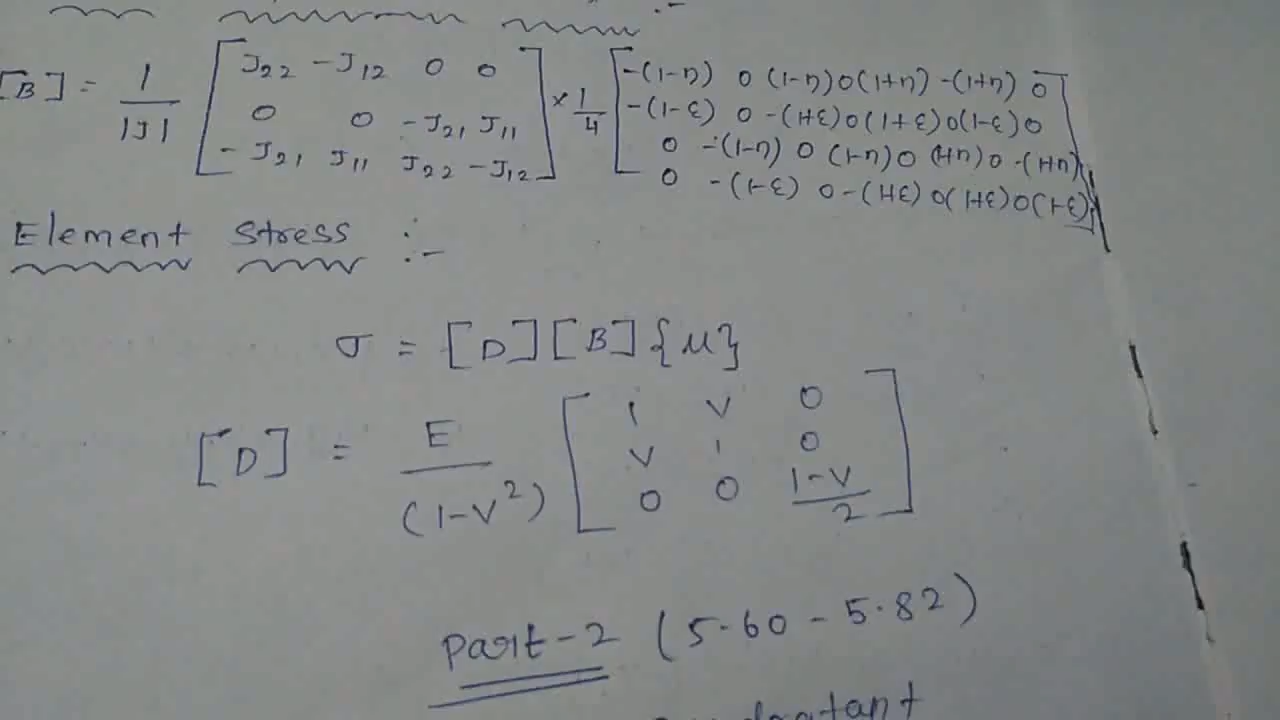 [B] = 1/|J| [J22 -J12 0 0
0 0 -J21 J11
-J21 J11 J22 -J12] × 1/4 [-(1-η) 0 (1-η) 0 (1+η) -(1+η) 0
-(1-ε) 0 -(1+ε) 0 (1+ε) 0 (1-ε) 0
0 -(1-η) 0 (1-η) 0 (1+η) 0 -(1+η)
0 -(1-ε) 0 -(1+ε) 0 (1+ε) 0 (1-ε)]
Element stress :-
σ = [D][B]{u}
[D] = E/(1-v²) [1 v 0
v 1 0
0 0 (1-v)/2]
Part-2 (5.60 - 5.82)